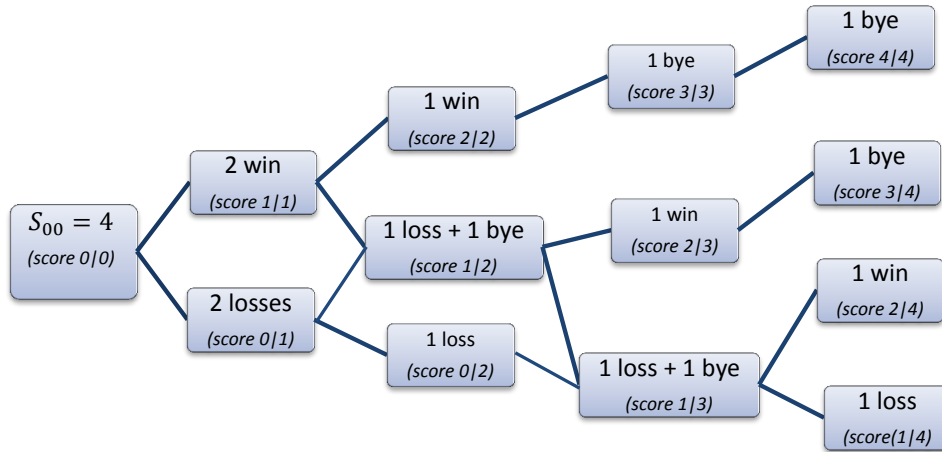 S₀₀ = 4
(score 0|0)
2 win
(score 1|1)
2 losses
(score 0|1)
1 win
(score 2|2)
1 loss + 1 bye
(score 1|2)
1 loss
(score 0|2)
1 bye
(score 3|3)
1 win
(score 2|3)
1 loss + 1 bye
(score 1|3)
1 bye
(score 4|4)
1 bye
(score 3|4)
1 win
(score 2|4)
1 loss
(score(1|4)